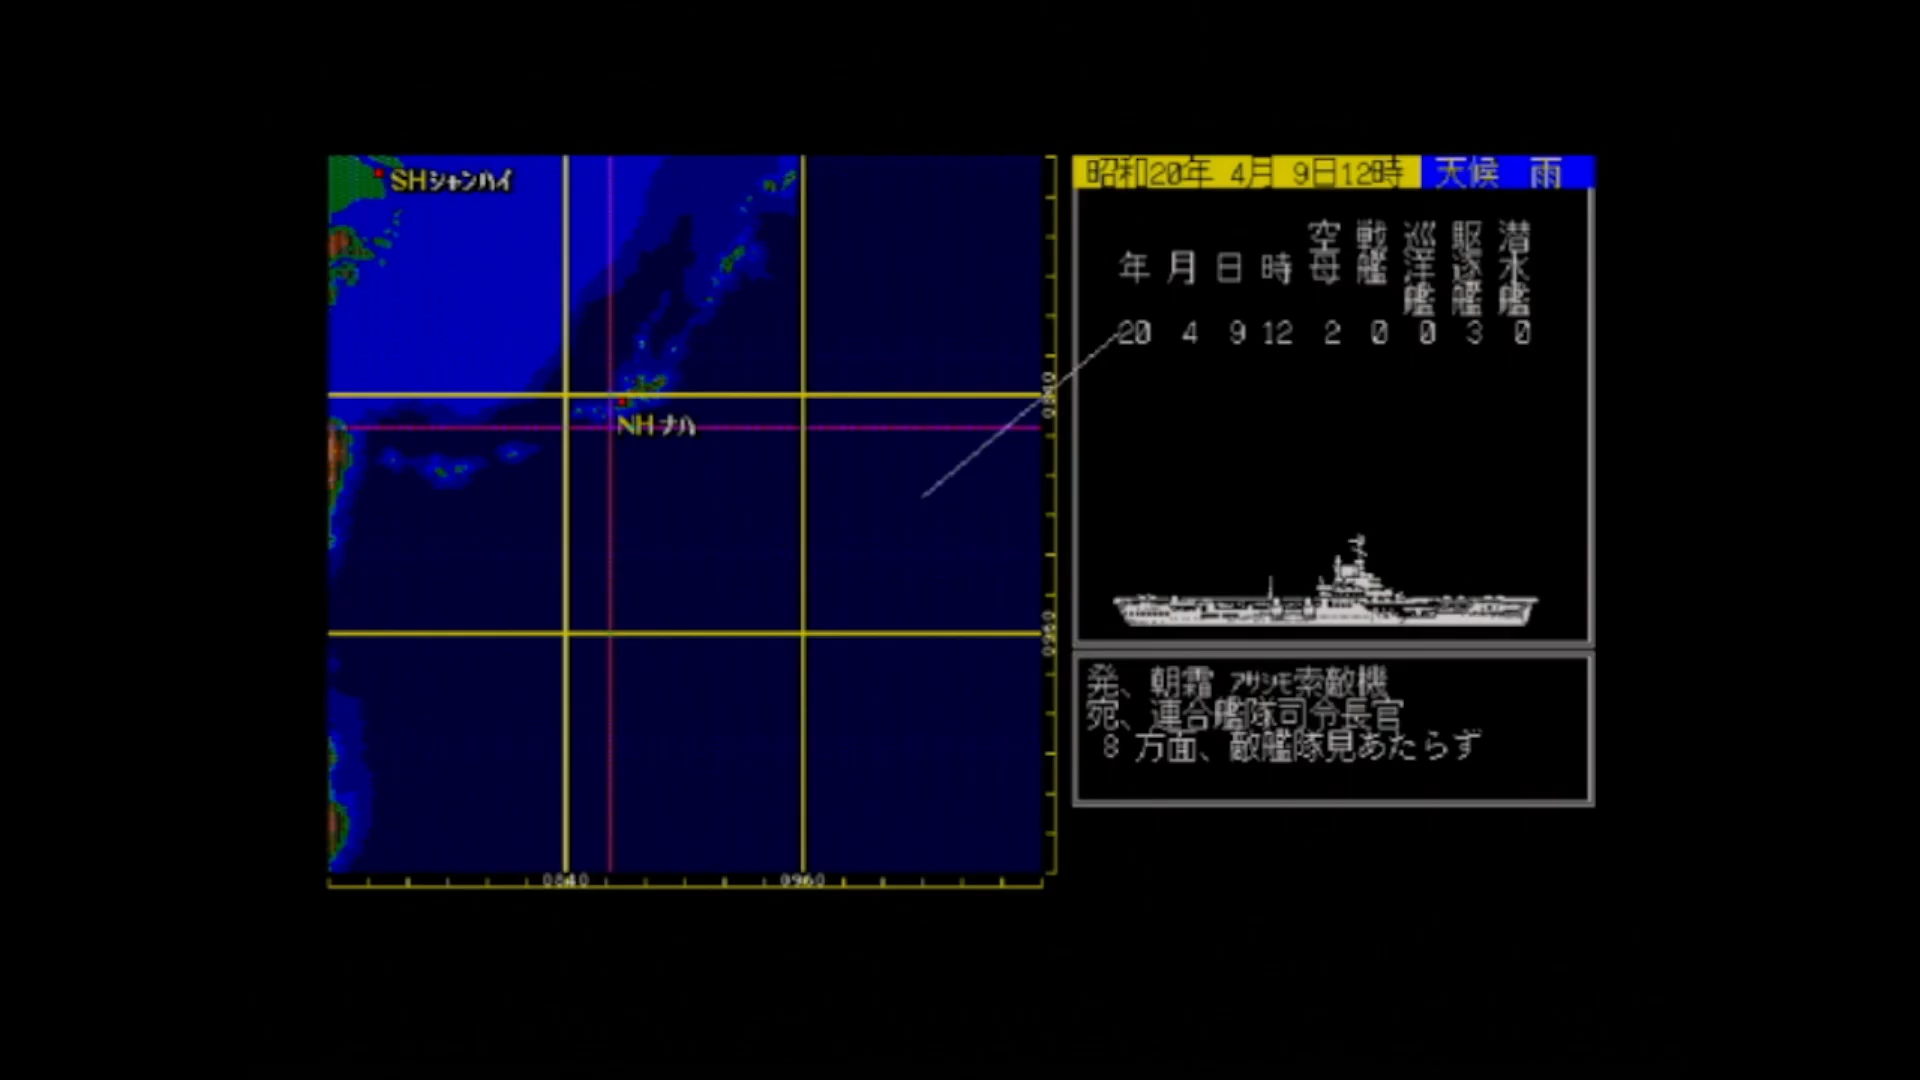 SHシャンハイ
NHナハ
0840
0960
0840
0960
昭和20年 4月 9日12時 天候 雨
年 月 日 時 空母 戦艦 巡洋艦 駆逐艦 潜水艦
20 4 9 12 2 0 0 3 0
発、朝霜 アサシモ索敵機
宛、連合艦隊司令長官
8 方面、敵艦隊見あたらず